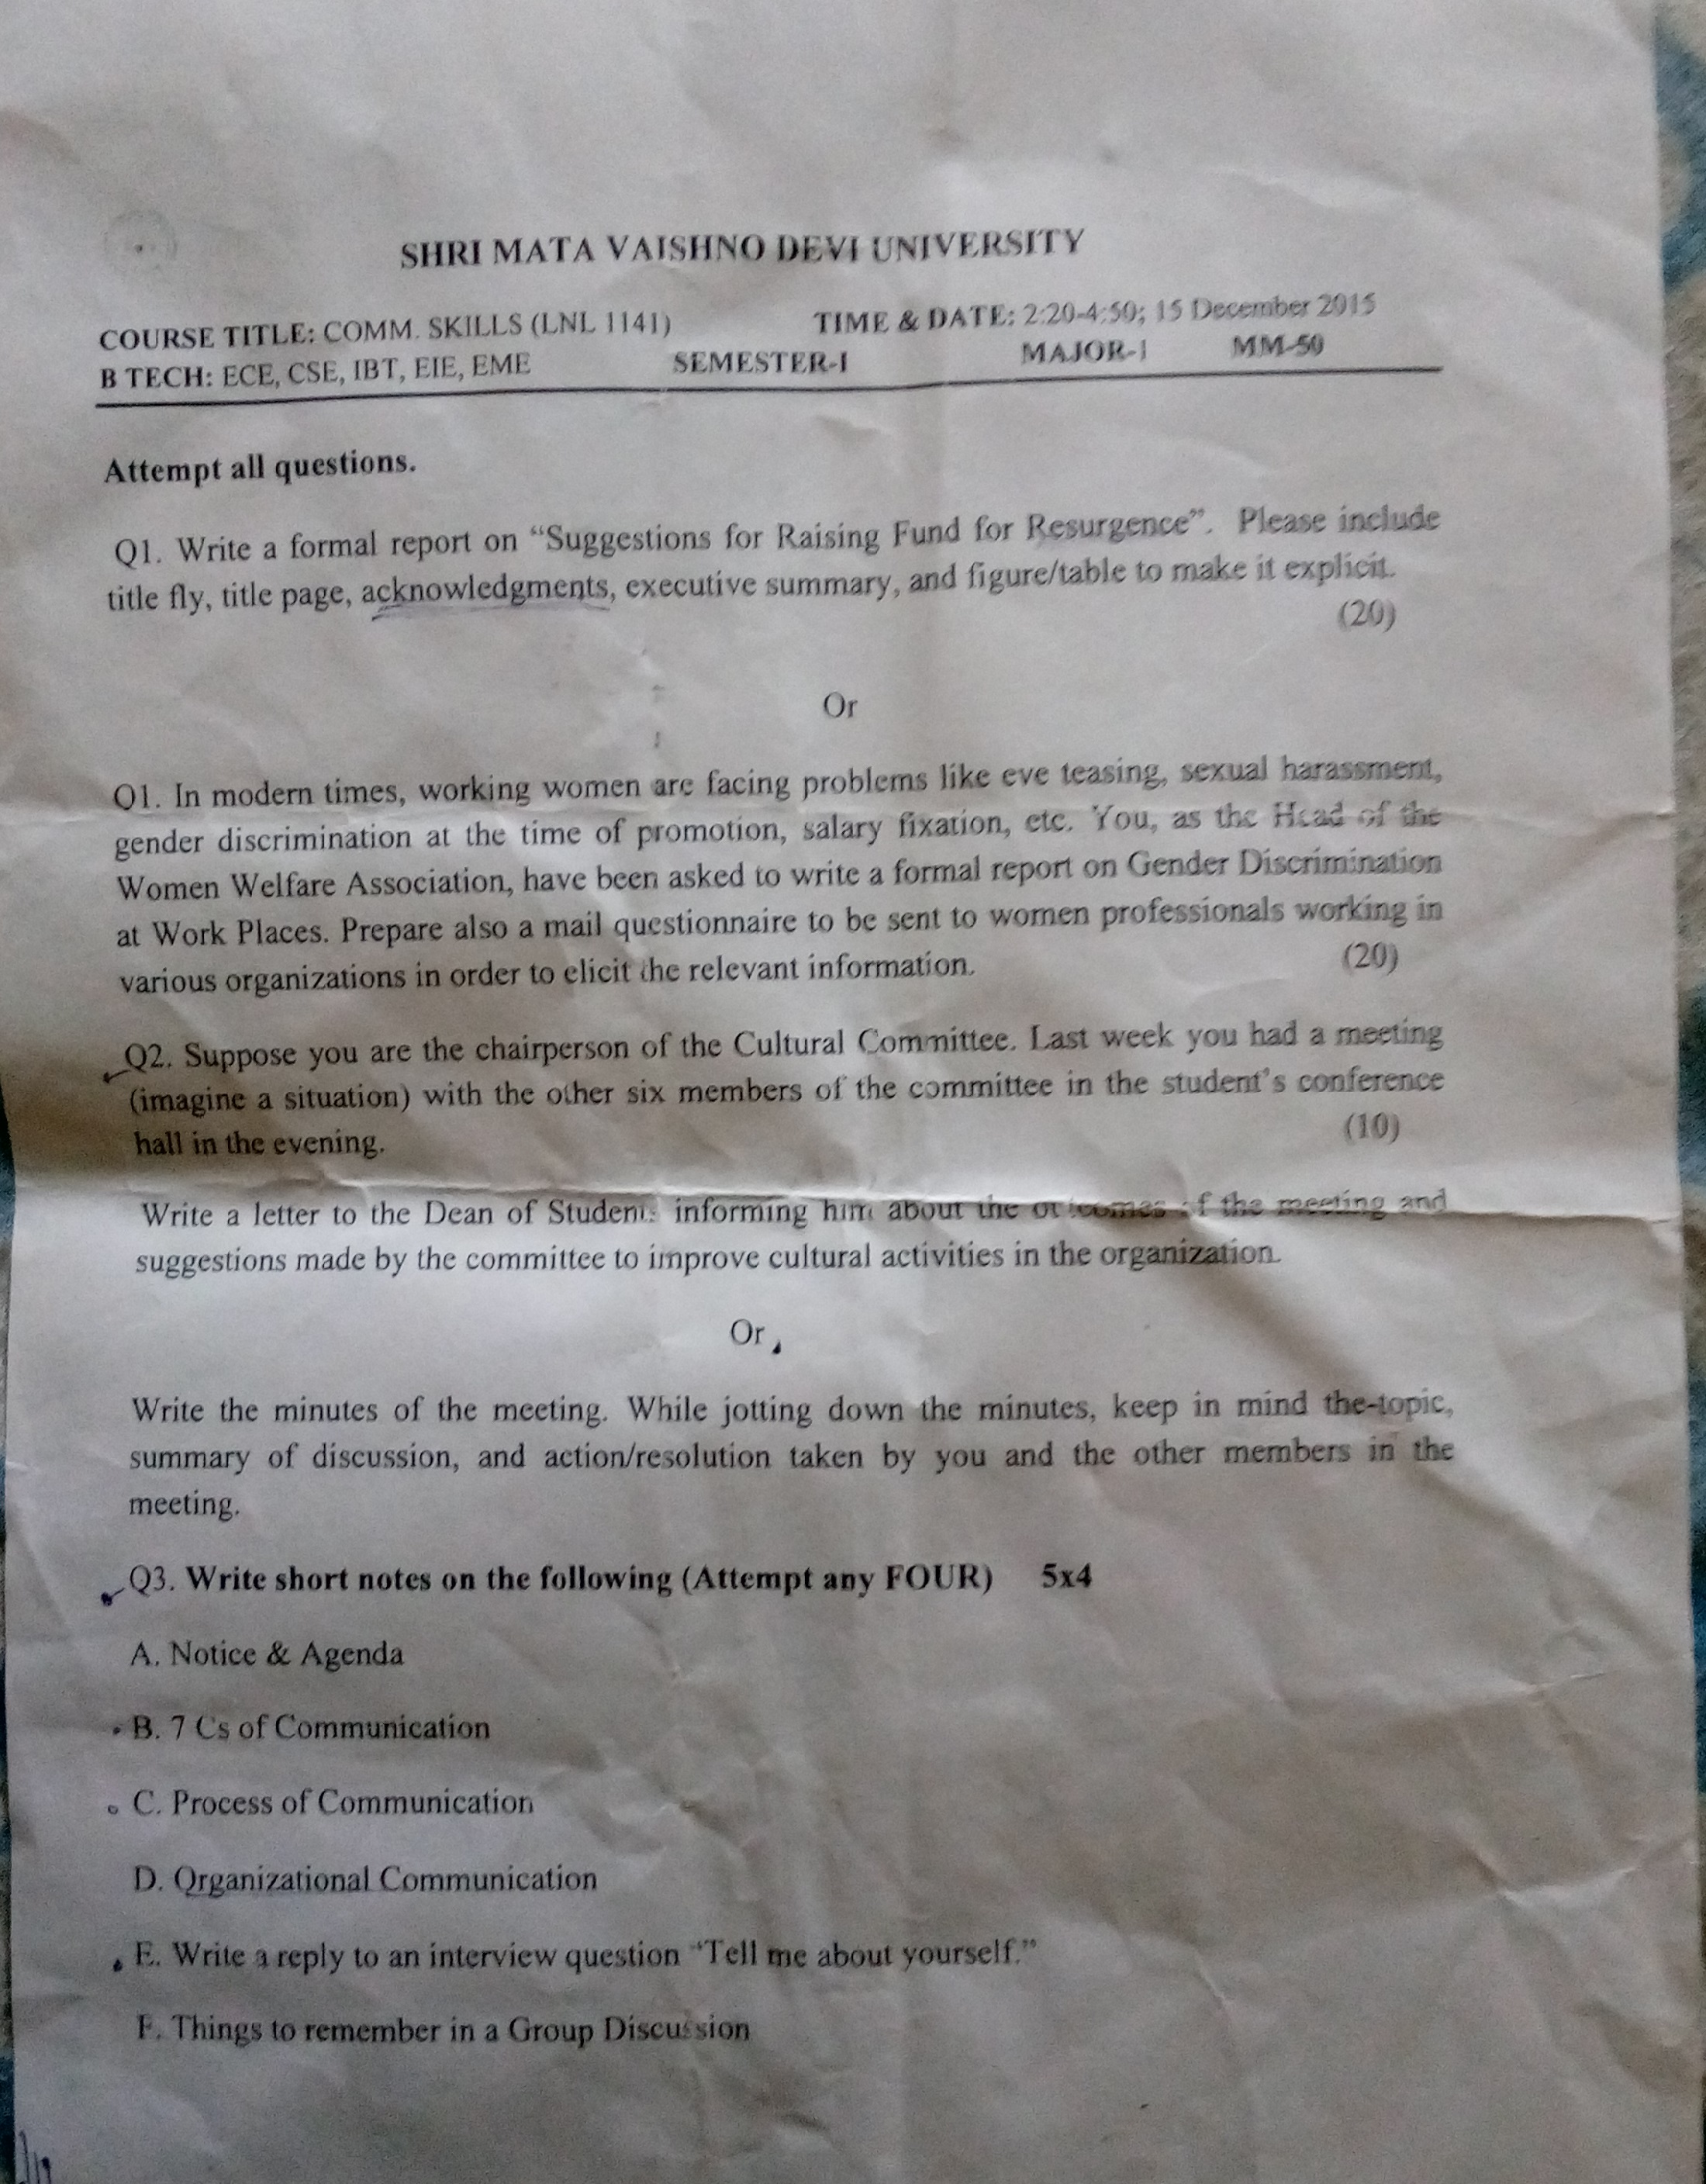 SHRI MATA VAISHNO DEVI UNIVERSITY
COURSE TITLE: COMM. SKILLS (LNL 1141) TIME & DATE: 2:20-4:50; 15 December 2015
B TECH: ECE, CSE, IBT, EIE, EME SEMESTER-I MAJOR-I MM-50
Attempt all questions.
Q1. Write a formal report on “Suggestions for Raising Fund for Resurgence”. Please include
title fly, title page, acknowledgments, executive summary, and figure/table to make it explicit.
(20)
Or
Q1. In modern times, working women are facing problems like eve teasing, sexual harassment,
gender discrimination at the time of promotion, salary fixation, etc. You, as the Head of the
Women Welfare Association, have been asked to write a formal report on Gender Discrimination
at Work Places. Prepare also a mail questionnaire to be sent to women professionals working in
various organizations in order to elicit the relevant information. (20)
Q2. Suppose you are the chairperson of the Cultural Committee. Last week you had a meeting
(imagine a situation) with the other six members of the committee in the student's conference
hall in the evening. (10)
Write a letter to the Dean of Students informing him about the outcomes of the meeting and
suggestions made by the committee to improve cultural activities in the organization.
Or
Write the minutes of the meeting. While jotting down the minutes, keep in mind the topic,
summary of discussion, and action/resolution taken by you and the other members in the
meeting.
Q3. Write short notes on the following (Attempt any FOUR) 5x4
A. Notice & Agenda
B. 7 Cs of Communication
C. Process of Communication
D. Organizational Communication
E. Write a reply to an interview question “Tell me about yourself.”
F. Things to remember in a Group Discussion